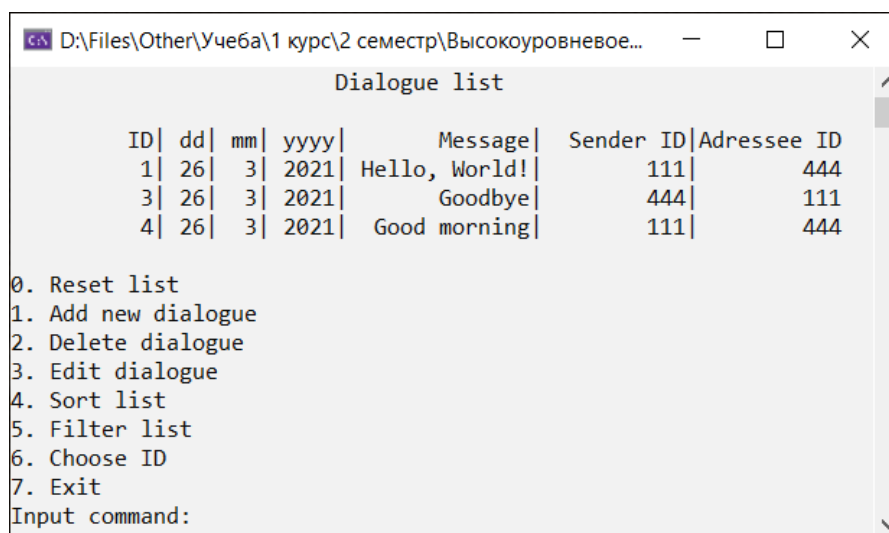 D:\Files\Other\Учеба\1 курс\2 семестр\Высокоуровневое...
Dialogue list
ID| dd| mm| yyyy| Message| Sender ID|Adressee ID
1| 26| 3| 2021| Hello, World!| 111| 444
3| 26| 3| 2021| Goodbye| 444| 111
4| 26| 3| 2021| Good morning| 111| 444
0. Reset list
1. Add new dialogue
2. Delete dialogue
3. Edit dialogue
4. Sort list
5. Filter list
6. Choose ID
7. Exit
Input command: